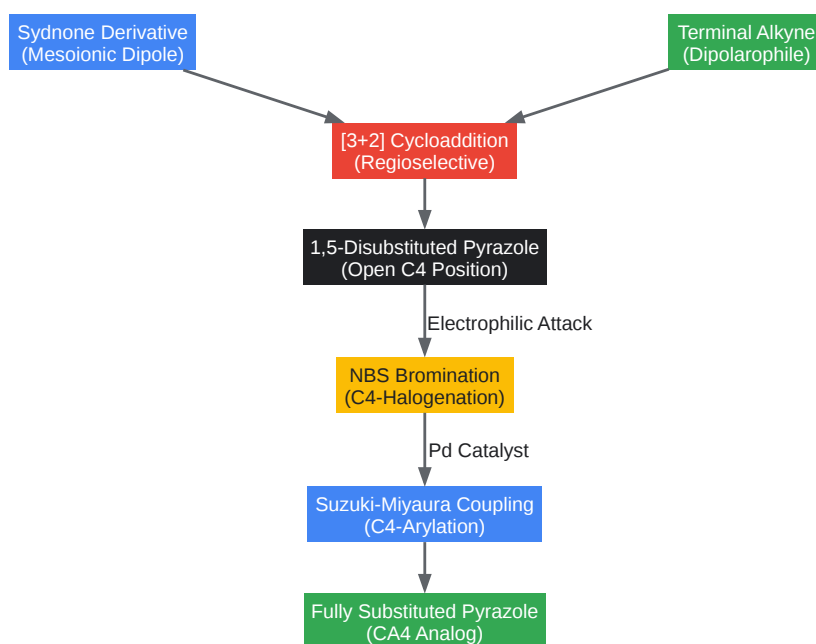 Sydnone Derivative
(Mesoionic Dipole)
Terminal Alkyne
(Dipolarophile)
[3+2] Cycloaddition
(Regioselective)
1,5-Disubstituted Pyrazole
(Open C4 Position)
Electrophilic Attack
NBS Bromination
(C4-Halogenation)
Pd Catalyst
Suzuki-Miyaura Coupling
(C4-Arylation)
Fully Substituted Pyrazole
(CA4 Analog)